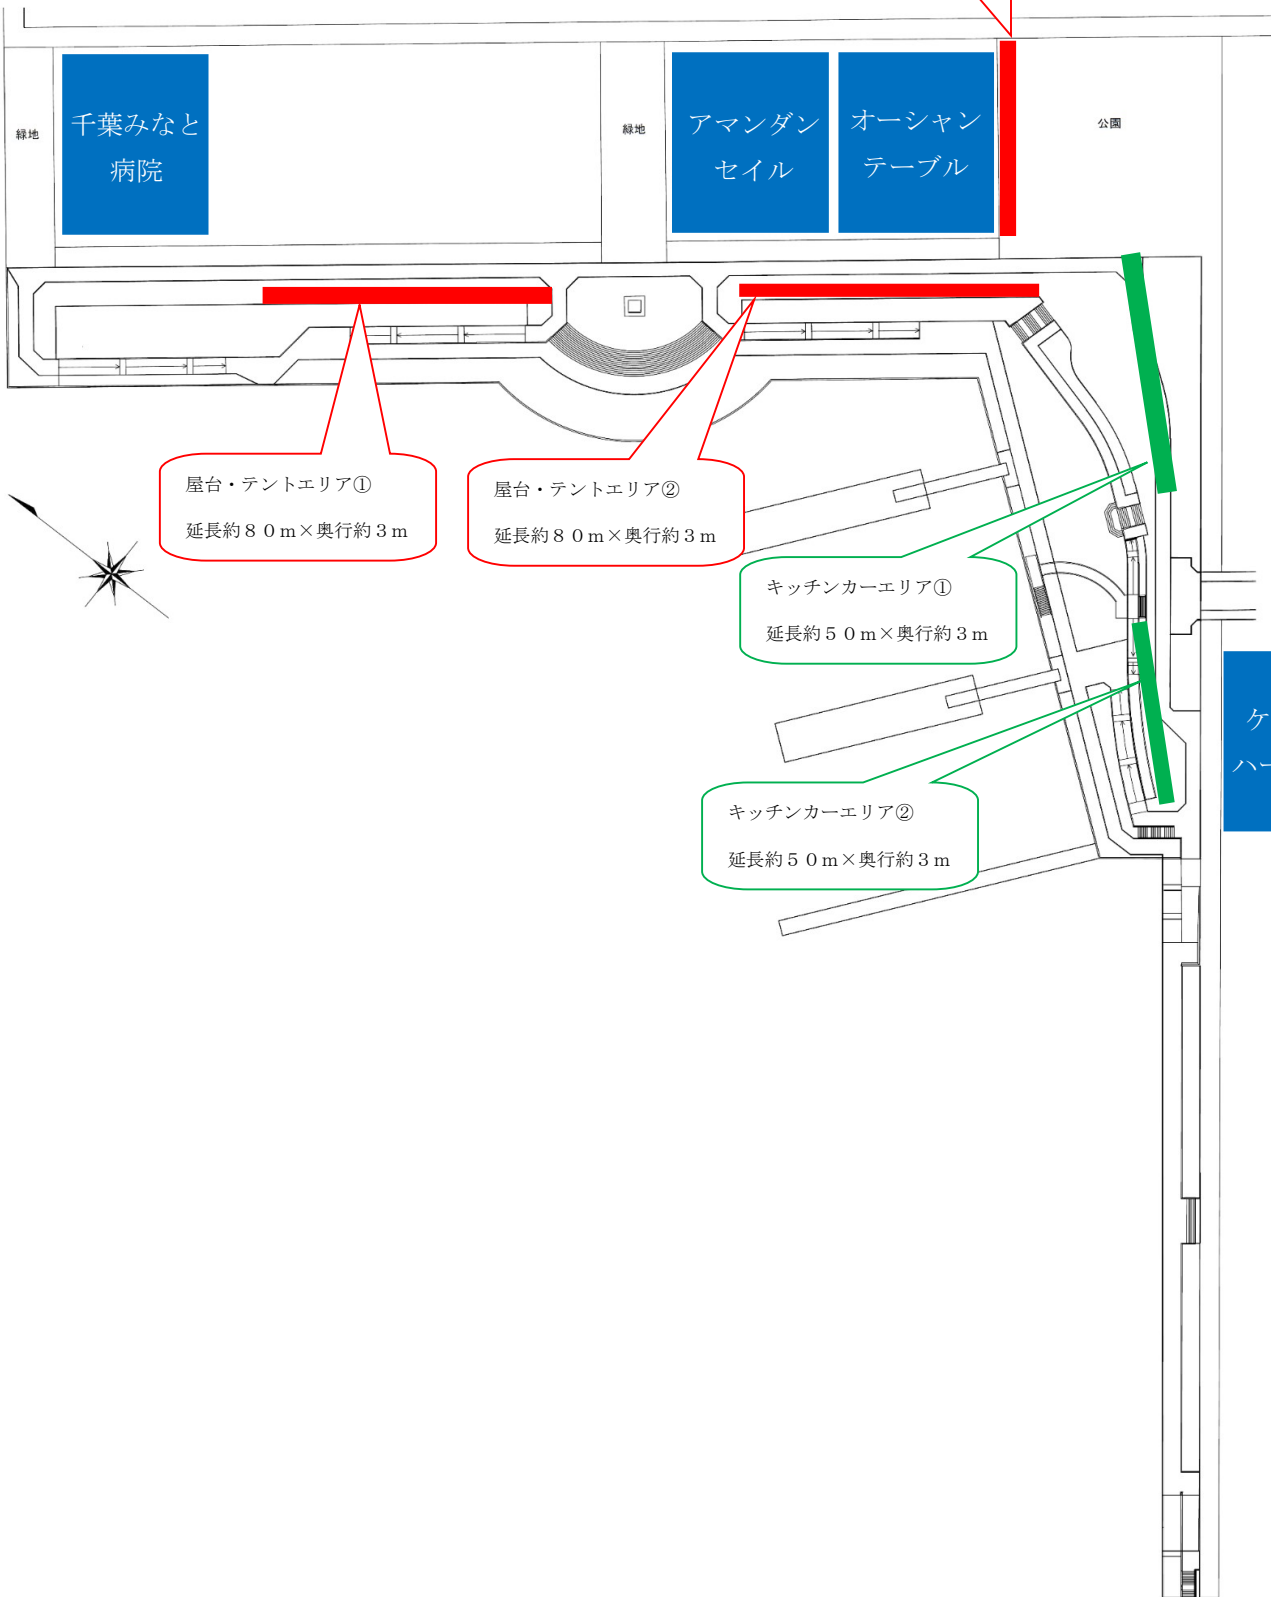 緑地
千葉みなと
病院
緑地
アマンダン
セイル
オーシャン
テーブル
公園
屋台・テントエリア①
延長約８０ｍ×奥行約３ｍ
屋台・テントエリア②
延長約８０ｍ×奥行約３ｍ
キッチンカーエリア①
延長約５０ｍ×奥行約３ｍ
ケ
ハー
キッチンカーエリア②
延長約５０ｍ×奥行約３ｍ